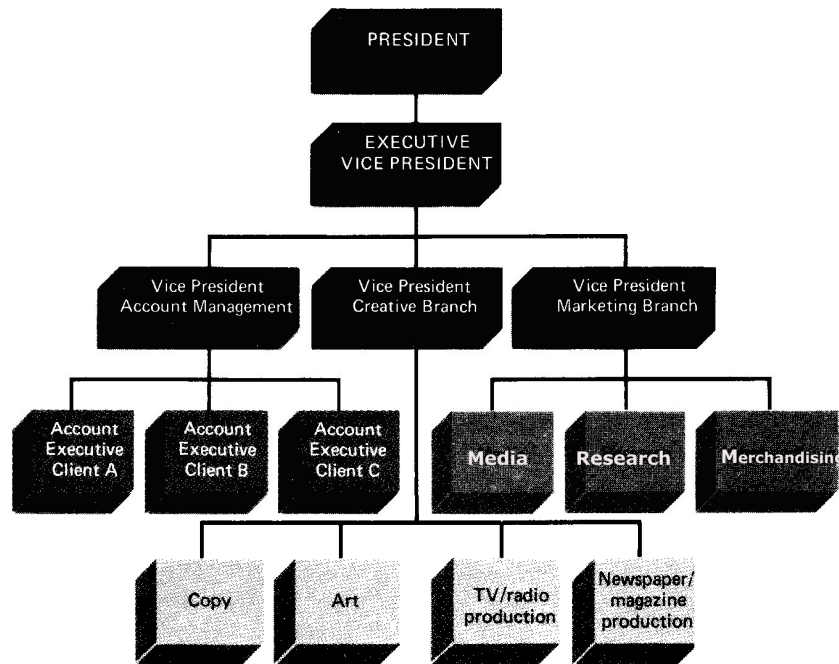 PRESIDENT
EXECUTIVE
VICE PRESIDENT
Vice President
Account Management
Vice President
Creative Branch
Vice President
Marketing Branch
Account
Executive
Client A
Account
Executive
Client B
Account
Executive
Client C
Media
Research
Merchandising
Copy
Art
TV/radio
production
Newspaper/
magazine
production